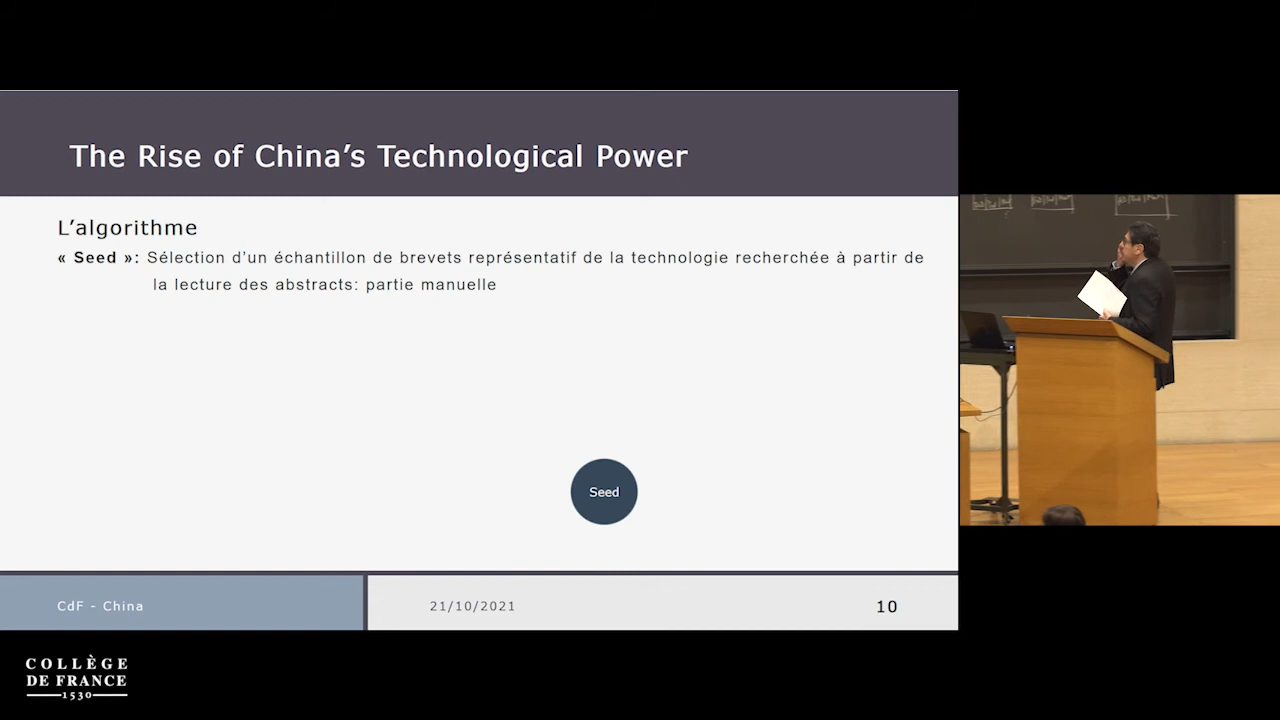 The Rise of China’s Technological Power
L’algorithme
« Seed »: Sélection d’un échantillon de brevets représentatif de la technologie recherchée à partir de
la lecture des abstracts: partie manuelle
Seed
CdF - China
21/10/2021
10
COLLÈGE
DE FRANCE
1530